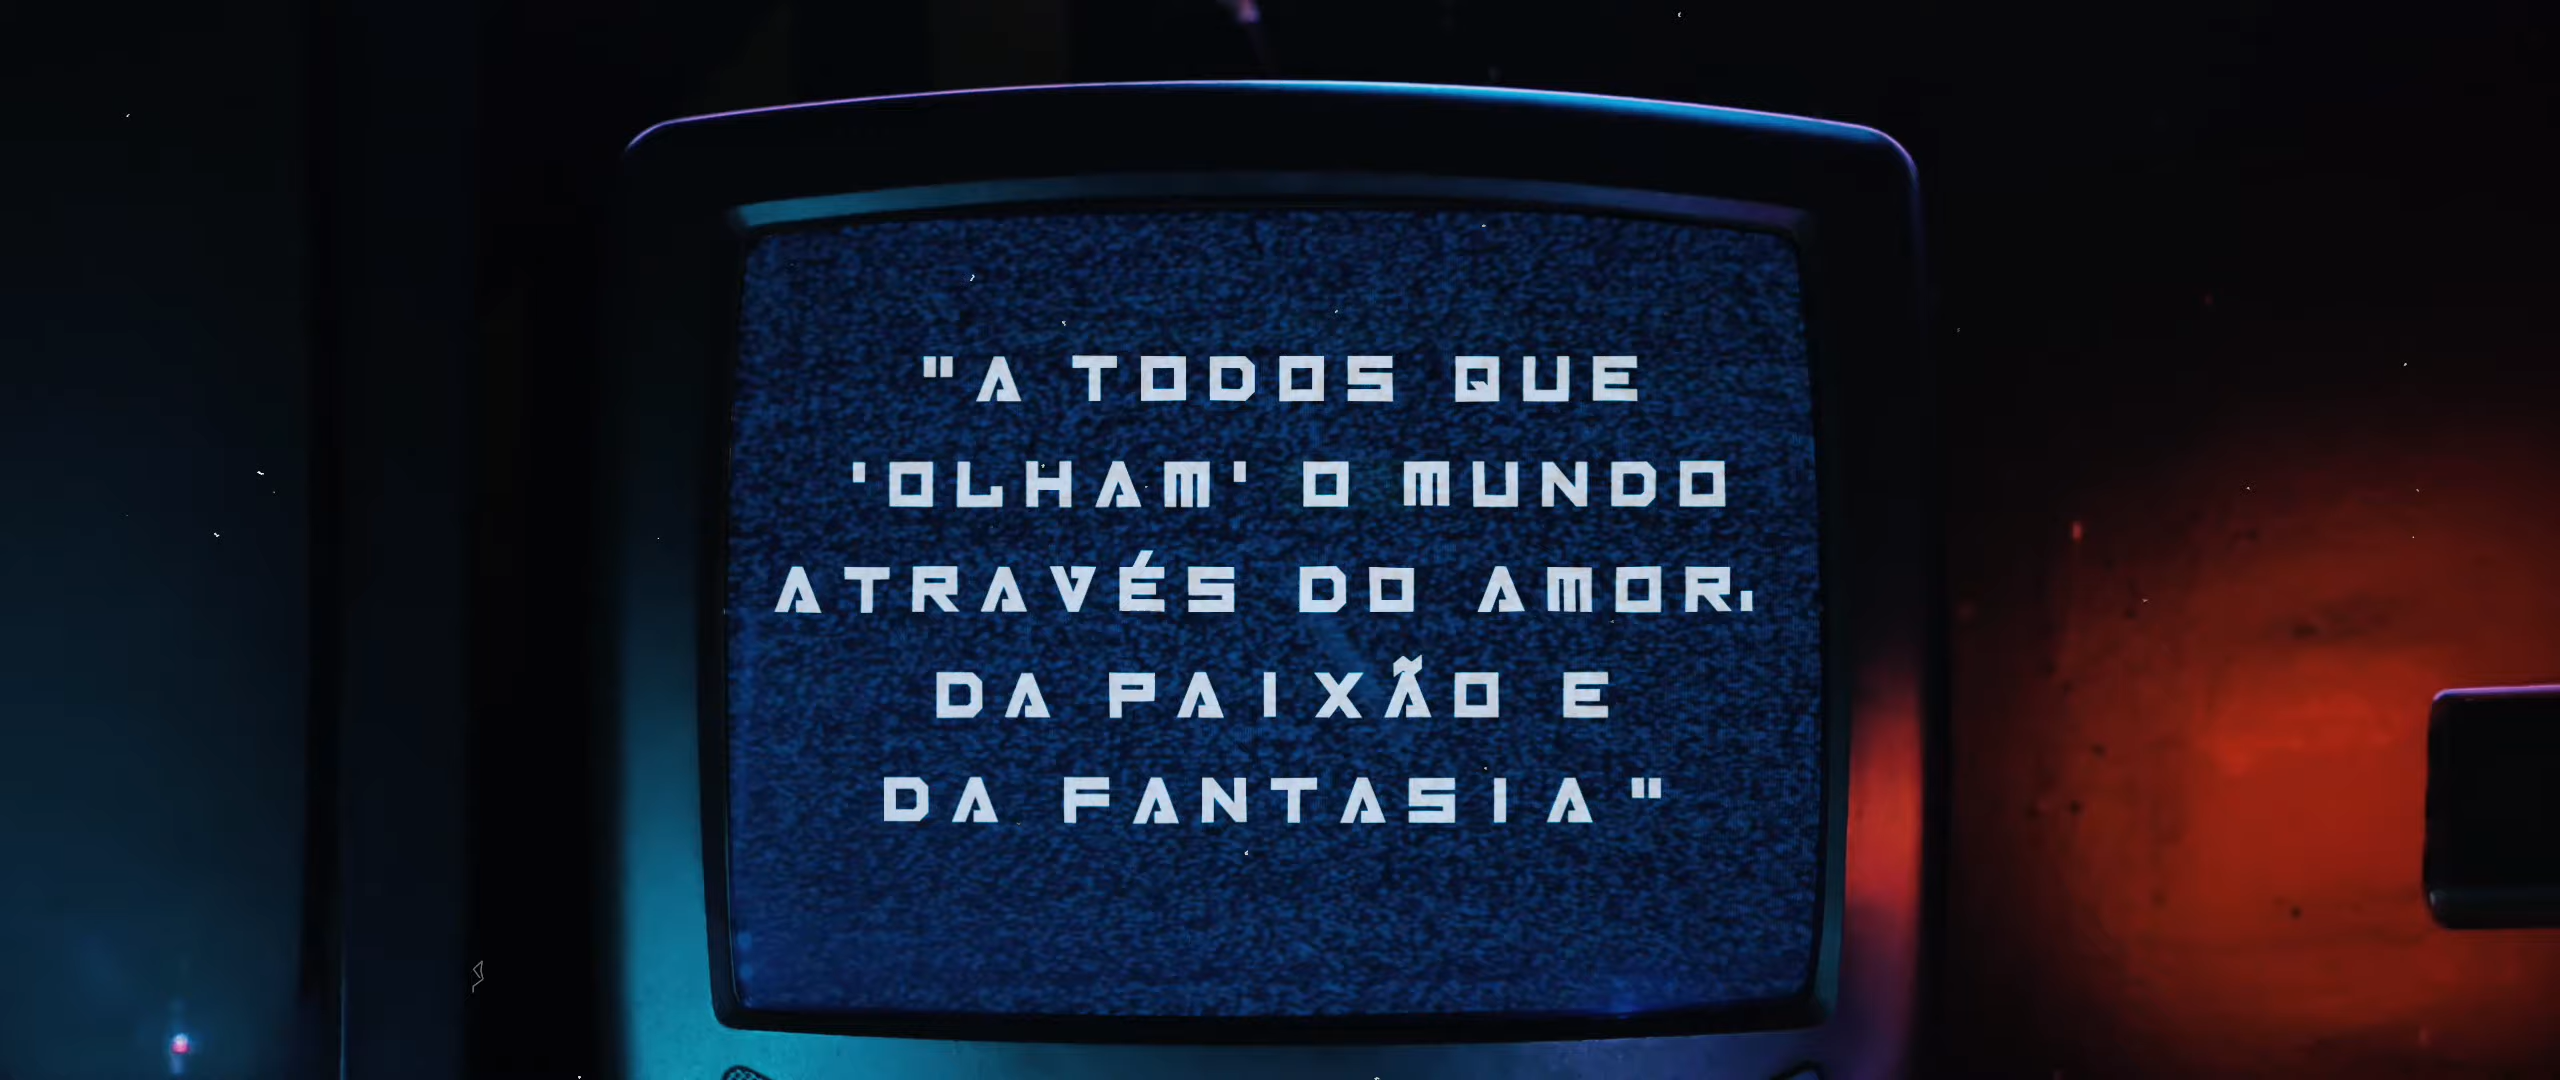 "A TODOS QUE
'OLHAM' O MUNDO
ATRAVÉS DO AMOR,
DA PAIXÃO E
DA FANTASIA"